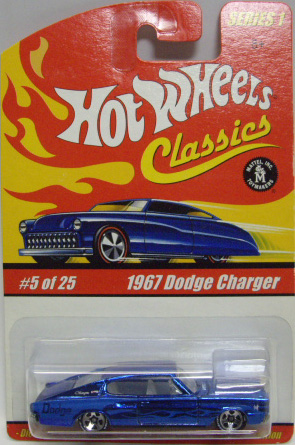 SERIES 1
HOT WHEELS
Classics
MATTEL, INC.
TOYMAKERS
#5 of 25
1967 Dodge Charger
Dodge